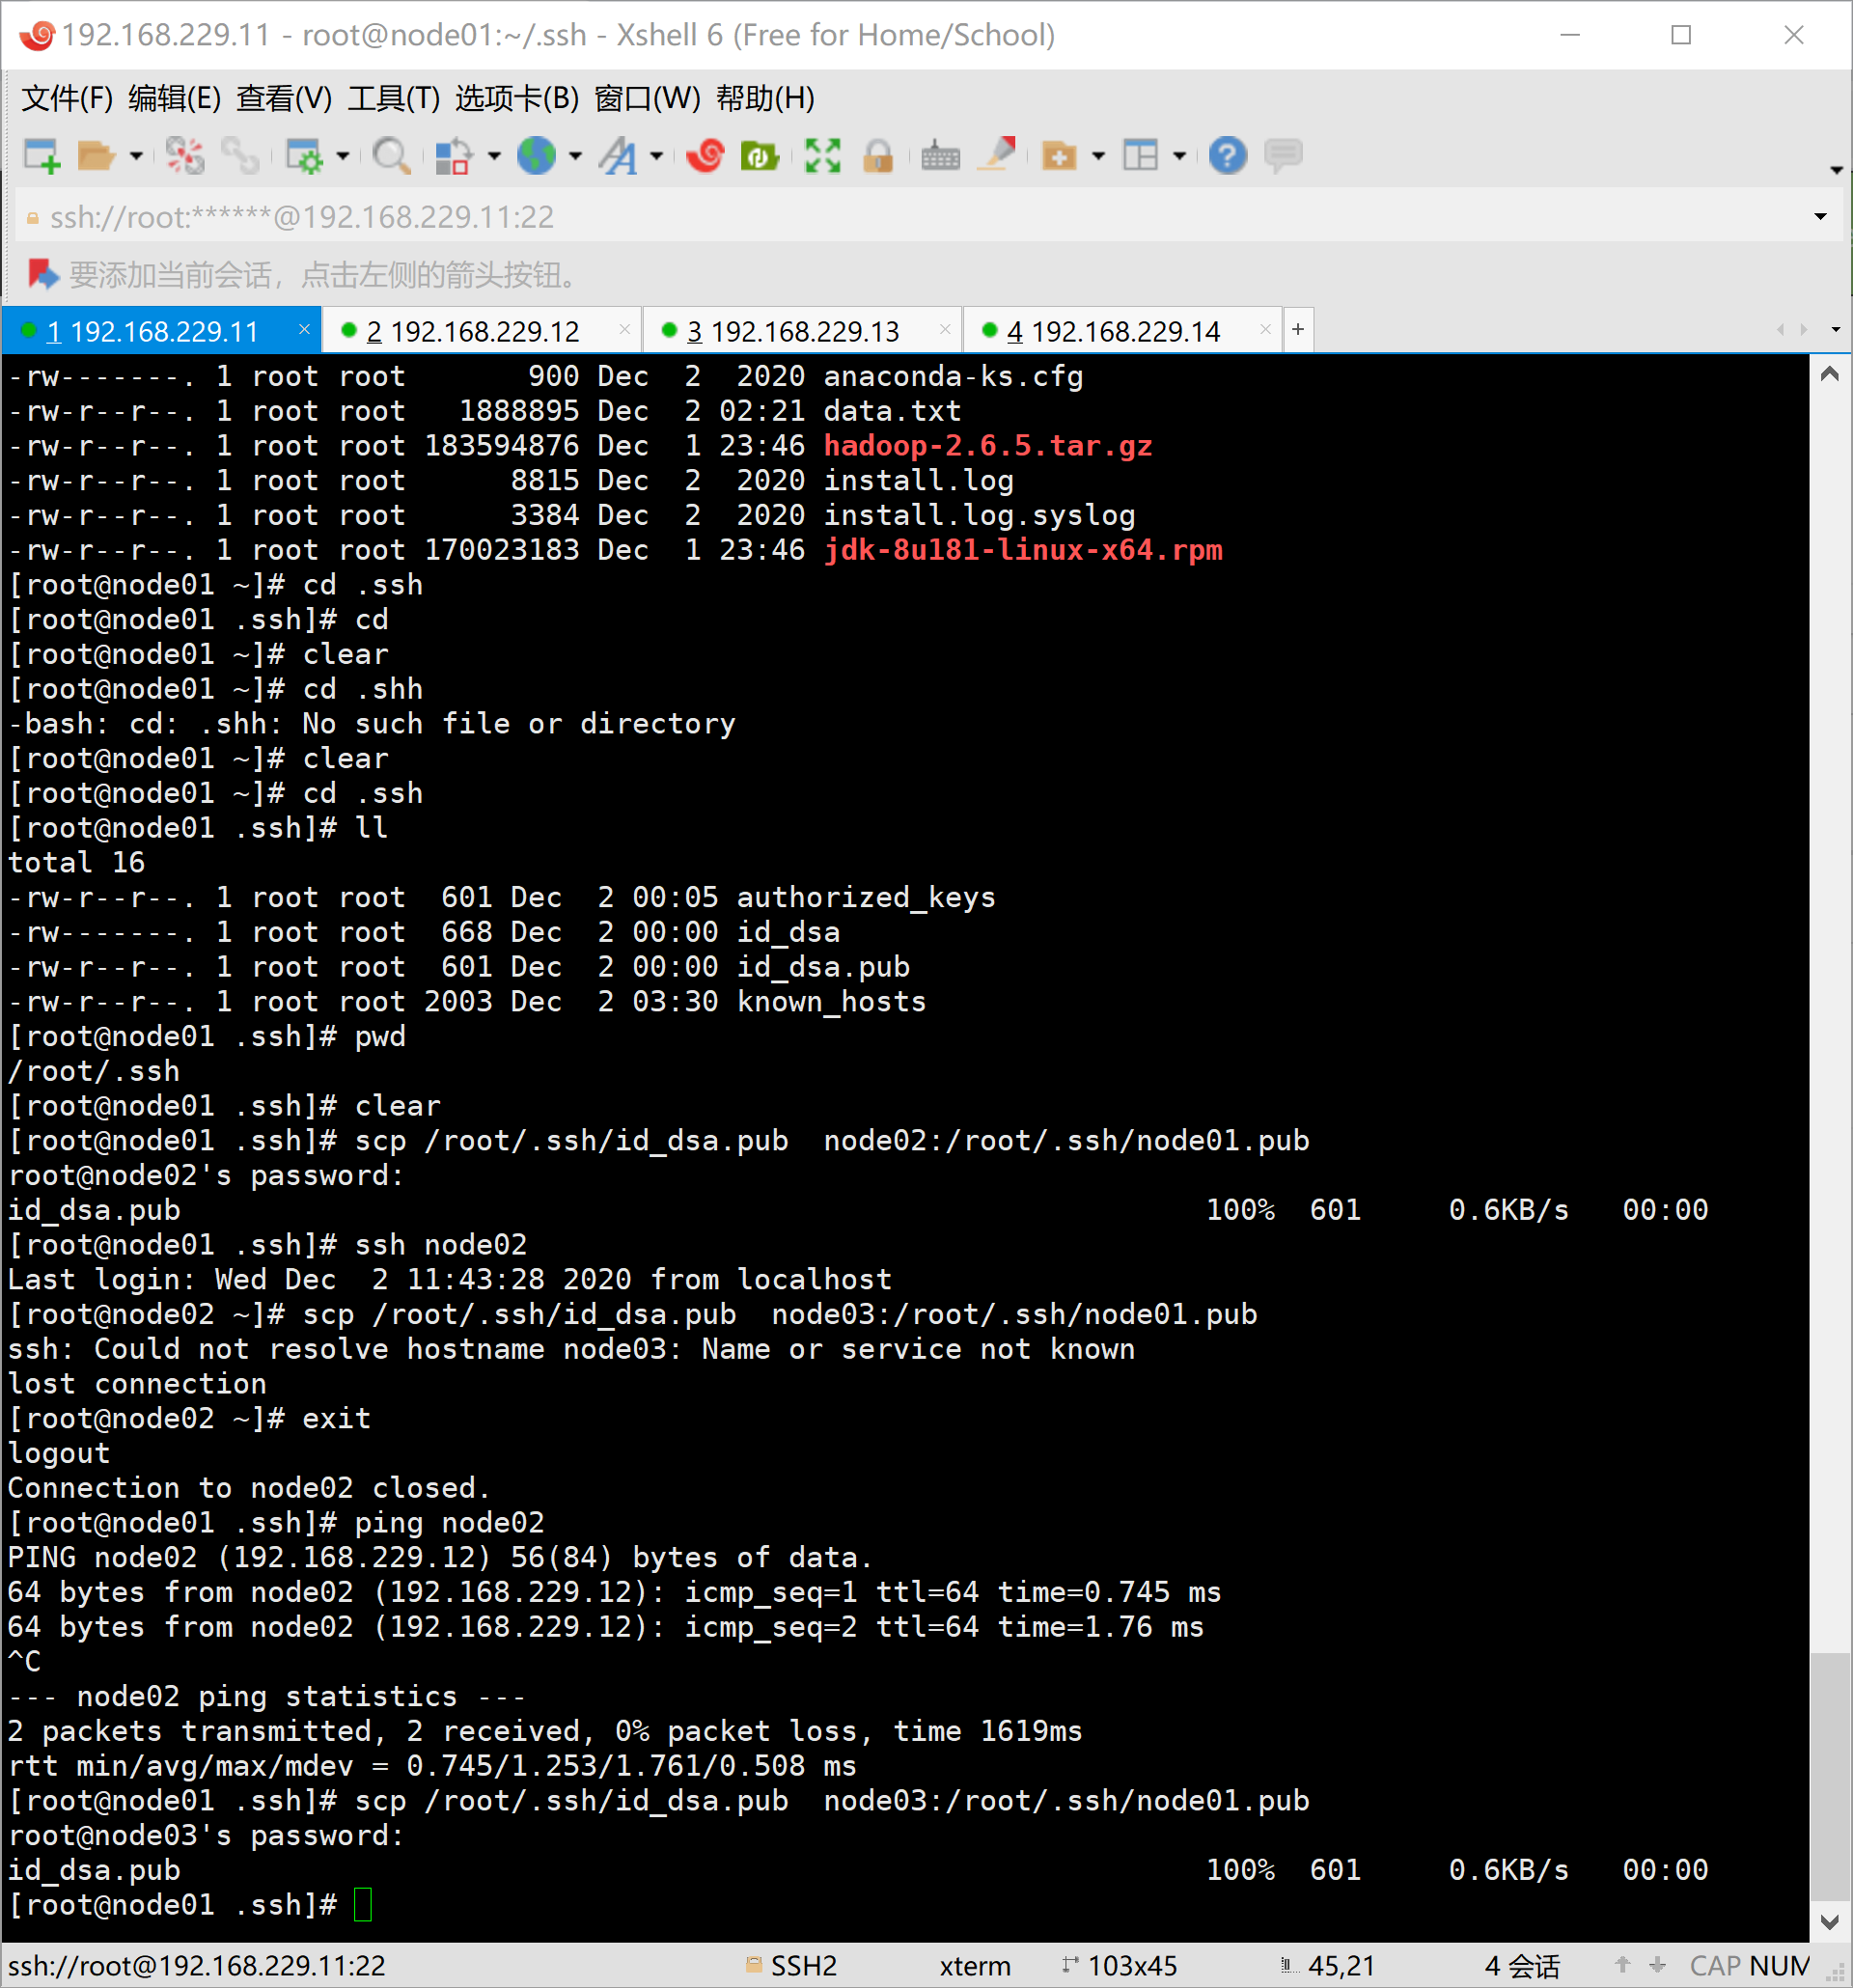 192.168.229.11 - root@node01:~/.ssh - Xshell 6 (Free for Home/School)
文件(F) 编辑(E) 查看(V) 工具(T) 选项卡(B) 窗口(W) 帮助(H)
ssh://root:******@192.168.229.11:22
要添加当前会话，点击左侧的箭头按钮。
1 192.168.229.11 × 2 192.168.229.12 × 3 192.168.229.13 × 4 192.168.229.14 × +
-rw-------. 1 root root       900 Dec  2  2020 anaconda-ks.cfg
-rw-r--r--. 1 root root   1888895 Dec  2 02:21 data.txt
-rw-r--r--. 1 root root 183594876 Dec  1 23:46 hadoop-2.6.5.tar.gz
-rw-r--r--. 1 root root      8815 Dec  2  2020 install.log
-rw-r--r--. 1 root root      3384 Dec  2  2020 install.log.syslog
-rw-r--r--. 1 root root 170023183 Dec  1 23:46 jdk-8u181-linux-x64.rpm
[root@node01 ~]# cd .ssh
[root@node01 .ssh]# cd
[root@node01 ~]# clear
[root@node01 ~]# cd .shh
-bash: cd: .shh: No such file or directory
[root@node01 ~]# clear
[root@node01 ~]# cd .ssh
[root@node01 .ssh]# ll
total 16
-rw-r--r--. 1 root root  601 Dec  2 00:05 authorized_keys
-rw-------. 1 root root  668 Dec  2 00:00 id_dsa
-rw-r--r--. 1 root root  601 Dec  2 00:00 id_dsa.pub
-rw-r--r--. 1 root root 2003 Dec  2 03:30 known_hosts
[root@node01 .ssh]# pwd
/root/.ssh
[root@node01 .ssh]# clear
[root@node01 .ssh]# scp /root/.ssh/id_dsa.pub  node02:/root/.ssh/node01.pub
root@node02's password:
id_dsa.pub                                                           100%  601     0.6KB/s   00:00
[root@node01 .ssh]# ssh node02
Last login: Wed Dec  2 11:43:28 2020 from localhost
[root@node02 ~]# scp /root/.ssh/id_dsa.pub  node03:/root/.ssh/node01.pub
ssh: Could not resolve hostname node03: Name or service not known
lost connection
[root@node02 ~]# exit
logout
Connection to node02 closed.
[root@node01 .ssh]# ping node02
PING node02 (192.168.229.12) 56(84) bytes of data.
64 bytes from node02 (192.168.229.12): icmp_seq=1 ttl=64 time=0.745 ms
64 bytes from node02 (192.168.229.12): icmp_seq=2 ttl=64 time=1.76 ms
^C
--- node02 ping statistics ---
2 packets transmitted, 2 received, 0% packet loss, time 1619ms
rtt min/avg/max/mdev = 0.745/1.253/1.761/0.508 ms
[root@node01 .ssh]# scp /root/.ssh/id_dsa.pub  node03:/root/.ssh/node01.pub
root@node03's password:
id_dsa.pub                                                           100%  601     0.6KB/s   00:00
[root@node01 .ssh]#
ssh://root@192.168.229.11:22 SSH2 xterm 103x45 45,21 4 会话 CAP NUM